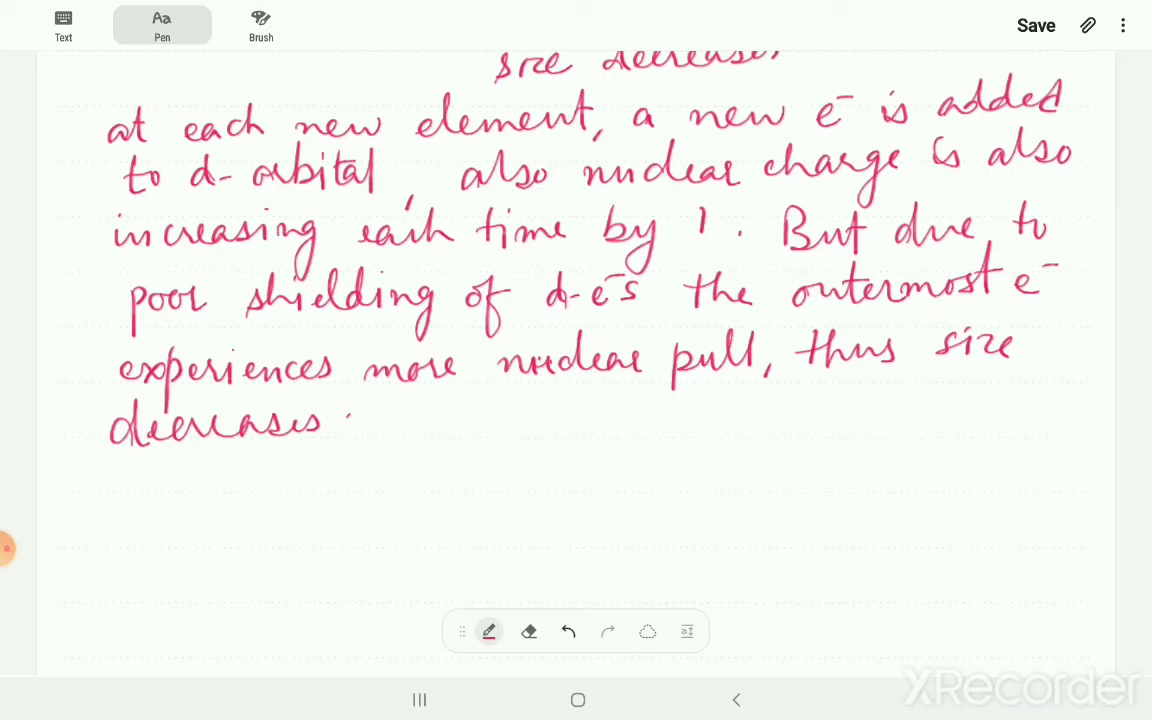 Text
Aa
Pen
Brush
Save
size decreases
at each new element, a new e⁻ is added
to d-orbital, also nuclear charge is also
increasing each time by 1. But due, to
poor shielding of d-e⁻s the outermost e⁻
experiences more nuclear pull, thus size
decreases.
XRecorder